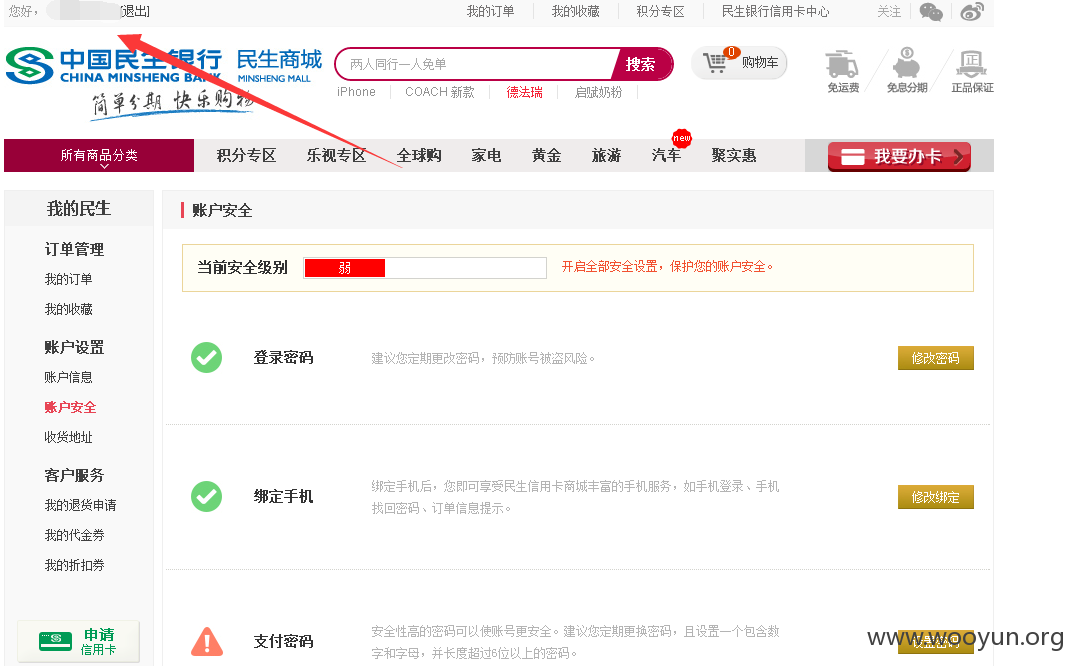 您好， [退出] 我的订单 我的收藏 积分专区 民生银行信用卡中心 关注
中国民生银行 民生商城
CHINA MINSHENG BANK MINSHENG MALL
简单分期 快乐购物
两人同行一人免单 搜索 0 购物车
iPhone COACH 新款 德法瑞 启赋奶粉
免运费 免息分期 正 正品保证
所有商品分类 积分专区 乐视专区 全球购 家电 黄金 旅游 汽车 new 聚实惠 我要办卡
我的民生
订单管理
我的订单
我的收藏
账户设置
账户信息
账户安全
收货地址
客户服务
我的退货申请
我的代金券
我的折扣券
申请
信用卡
账户安全
当前安全级别 弱 开启全部安全设置，保护您的账户安全。
登录密码 建议您定期更改密码，预防账号被盗风险。 修改密码
绑定手机 绑定手机后，您即可享受民生信用卡商城丰富的手机服务，如手机登录、手机
找回密码、订单信息提示。 修改绑定
支付密码 安全性高的密码可以使账号更安全。建议您定期更换密码，且设置一个包含数
字和字母，并长度超过6位以上的密码。
www.wooyun.org